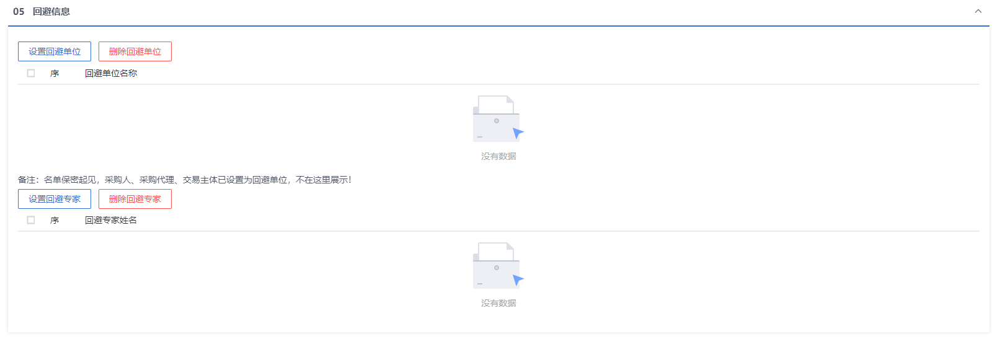 05 回避信息
设置回避单位 删除回避单位
序 回避单位名称
没有数据
备注：名单保密起见，采购人、采购代理、交易主体已设置为回避单位，不在这里展示！
设置回避专家 删除回避专家
序 回避专家姓名
没有数据